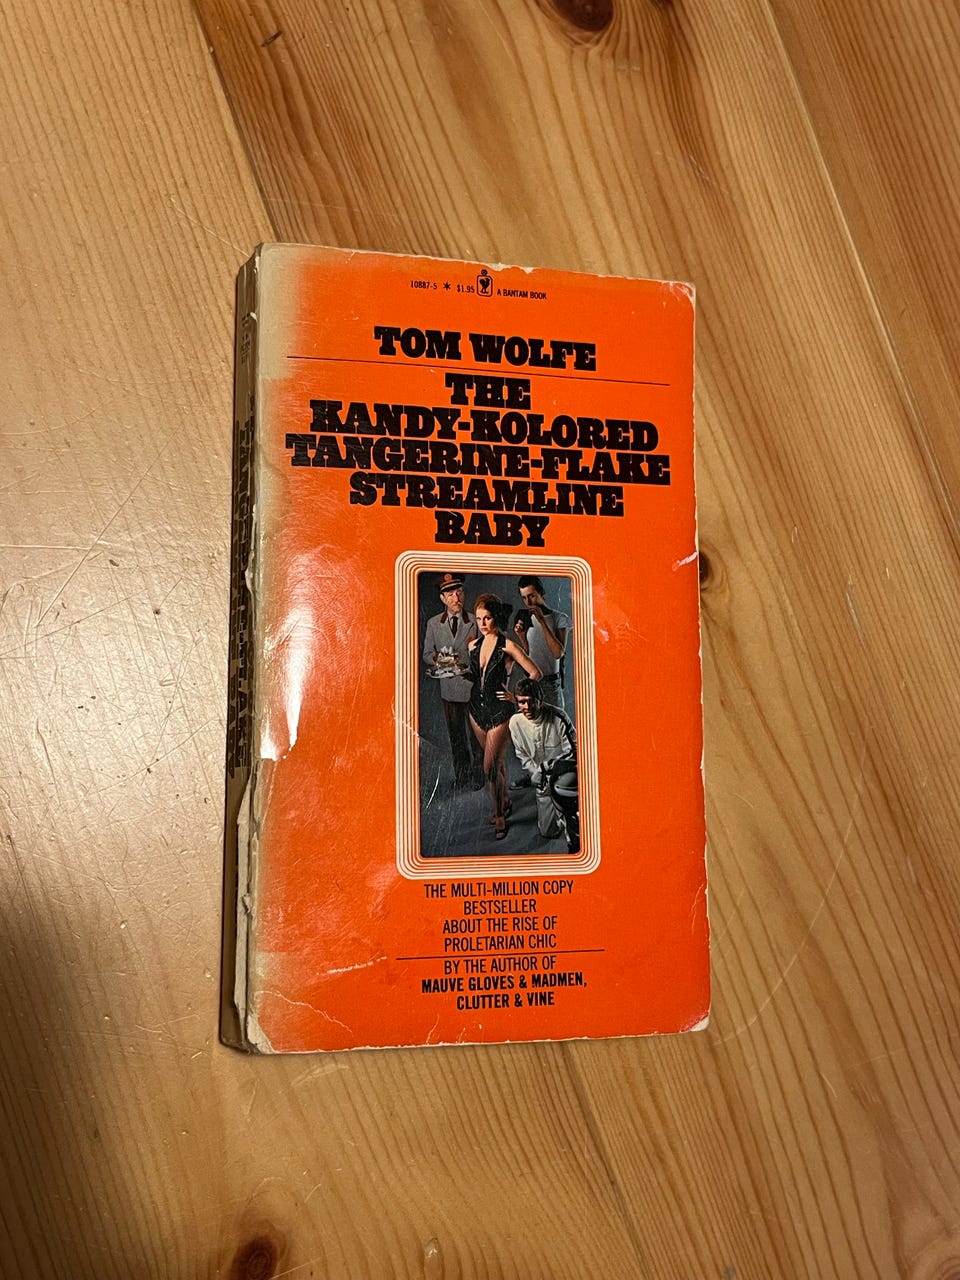 10887-5 * $1.95 A BANTAM BOOK
TOM WOLFE
THE
KANDY-KOLORED
TANGERINE-FLAKE
STREAMLINE
BABY
THE MULTI-MILLION COPY
BESTSELLER
ABOUT THE RISE OF
PROLETARIAN CHIC
BY THE AUTHOR OF
MAUVE GLOVES & MADMEN,
CLUTTER & VINE